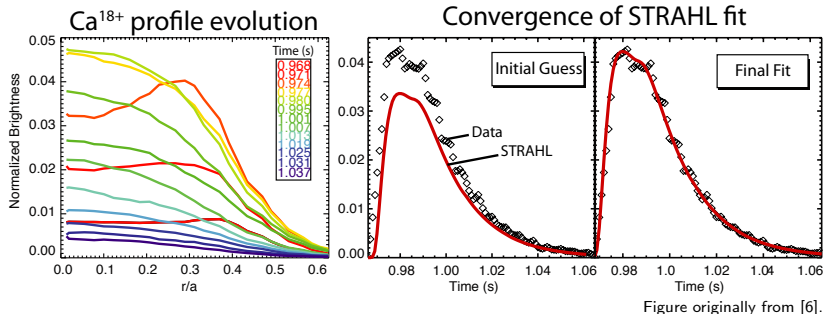 Ca18+ profile evolution
Convergence of STRAHL fit
Normalized Brightness
0.05
0.04
0.03
0.02
0.01
0.00
0.0 0.1 0.2 0.3 0.4 0.5 0.6
r/a
Time (s)
0.968
0.971
0.974
0.977
1.025
1.031
1.037
0.04
0.03
0.02
0.01
0.00
Initial Guess
Data
STRAHL
0.98 1.00 1.02 1.04 1.06
Time (s)
Final Fit
0.98 1.00 1.02 1.04 1.06
Time (s)
Figure originally from [6].